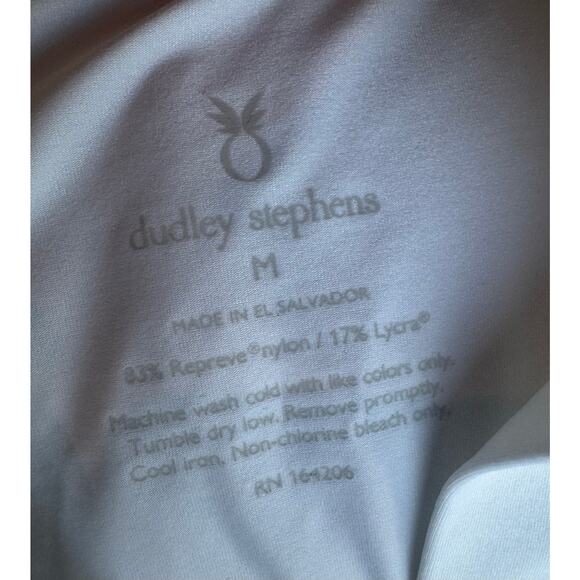 dudley stephens
M
MADE IN EL SALVADOR
83% Repreve® nylon / 17% Lycra®
Machine wash cold with like colors only.
Tumble dry low. Remove promptly.
Cool iron. Non-chlorine bleach only.
RN 164206